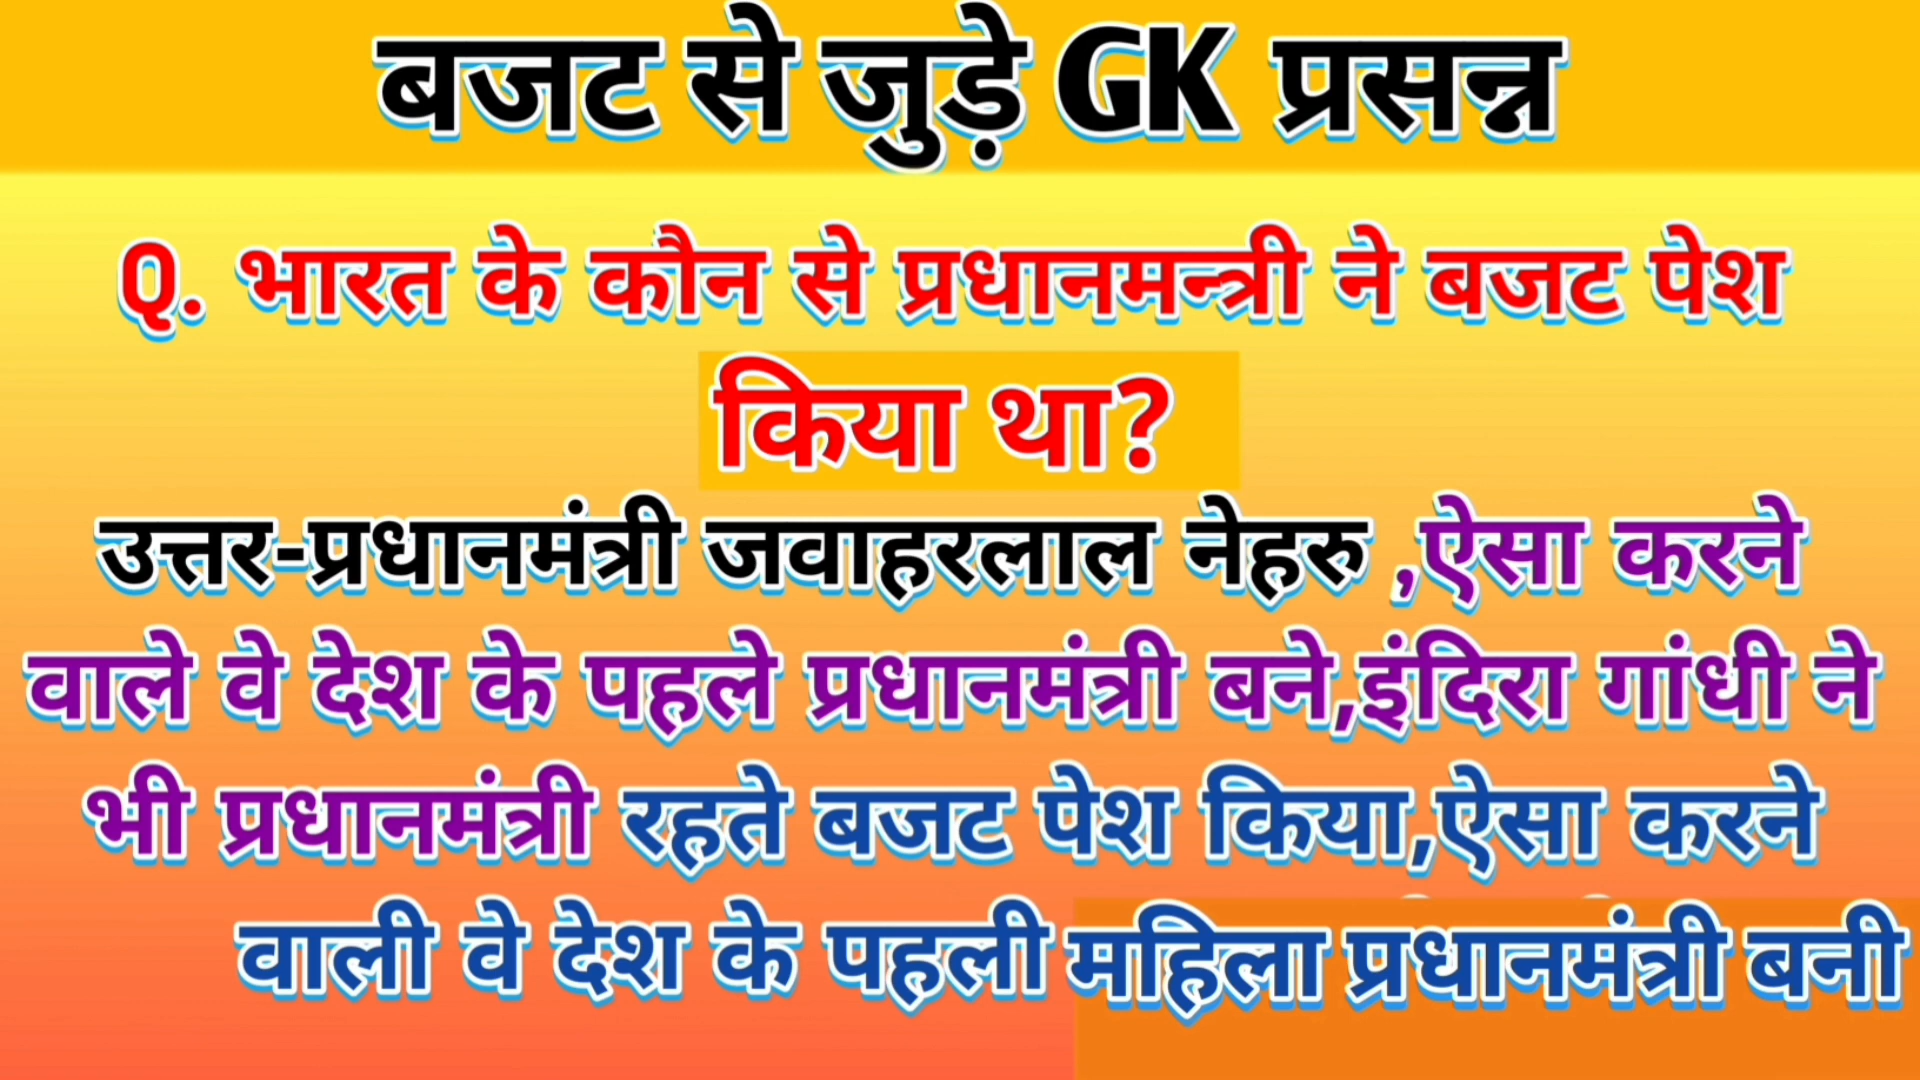 बजट से जुड़े GK प्रसन्न
Q. भारत के कौन से प्रधानमन्त्री ने बजट पेश
किया था?
उत्तर-प्रधानमंत्री जवाहरलाल नेहरु ,ऐसा करने
वाले वे देश के पहले प्रधानमंत्री बने,इंदिरा गांधी ने
भी प्रधानमंत्री रहते बजट पेश किया,ऐसा करने
वाली वे देश के पहली महिला प्रधानमंत्री बनी